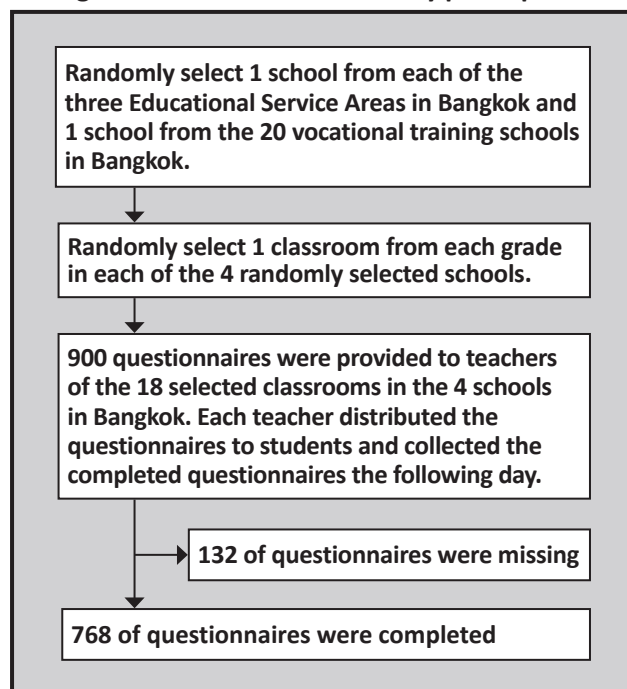 Randomly select 1 school from each of the
three Educational Service Areas in Bangkok and
1 school from the 20 vocational training schools
in Bangkok.
Randomly select 1 classroom from each grade
in each of the 4 randomly selected schools.
900 questionnaires were provided to teachers
of the 18 selected classrooms in the 4 schools
in Bangkok. Each teacher distributed the
questionnaires to students and collected the
completed questionnaires the following day.
132 of questionnaires were missing
768 of questionnaires were completed